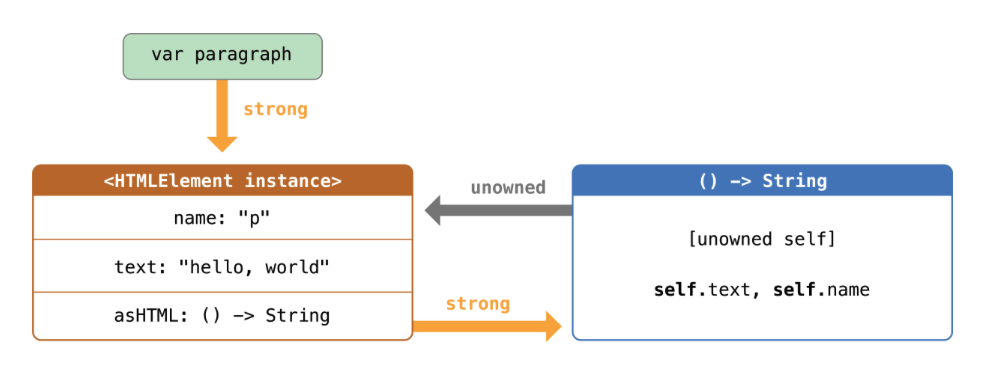 var paragraph
strong
<HTMLElement instance>
name: "p"
text: "hello, world"
asHTML: () -> String
unowned
strong
() -> String
[unowned self]
self.text, self.name